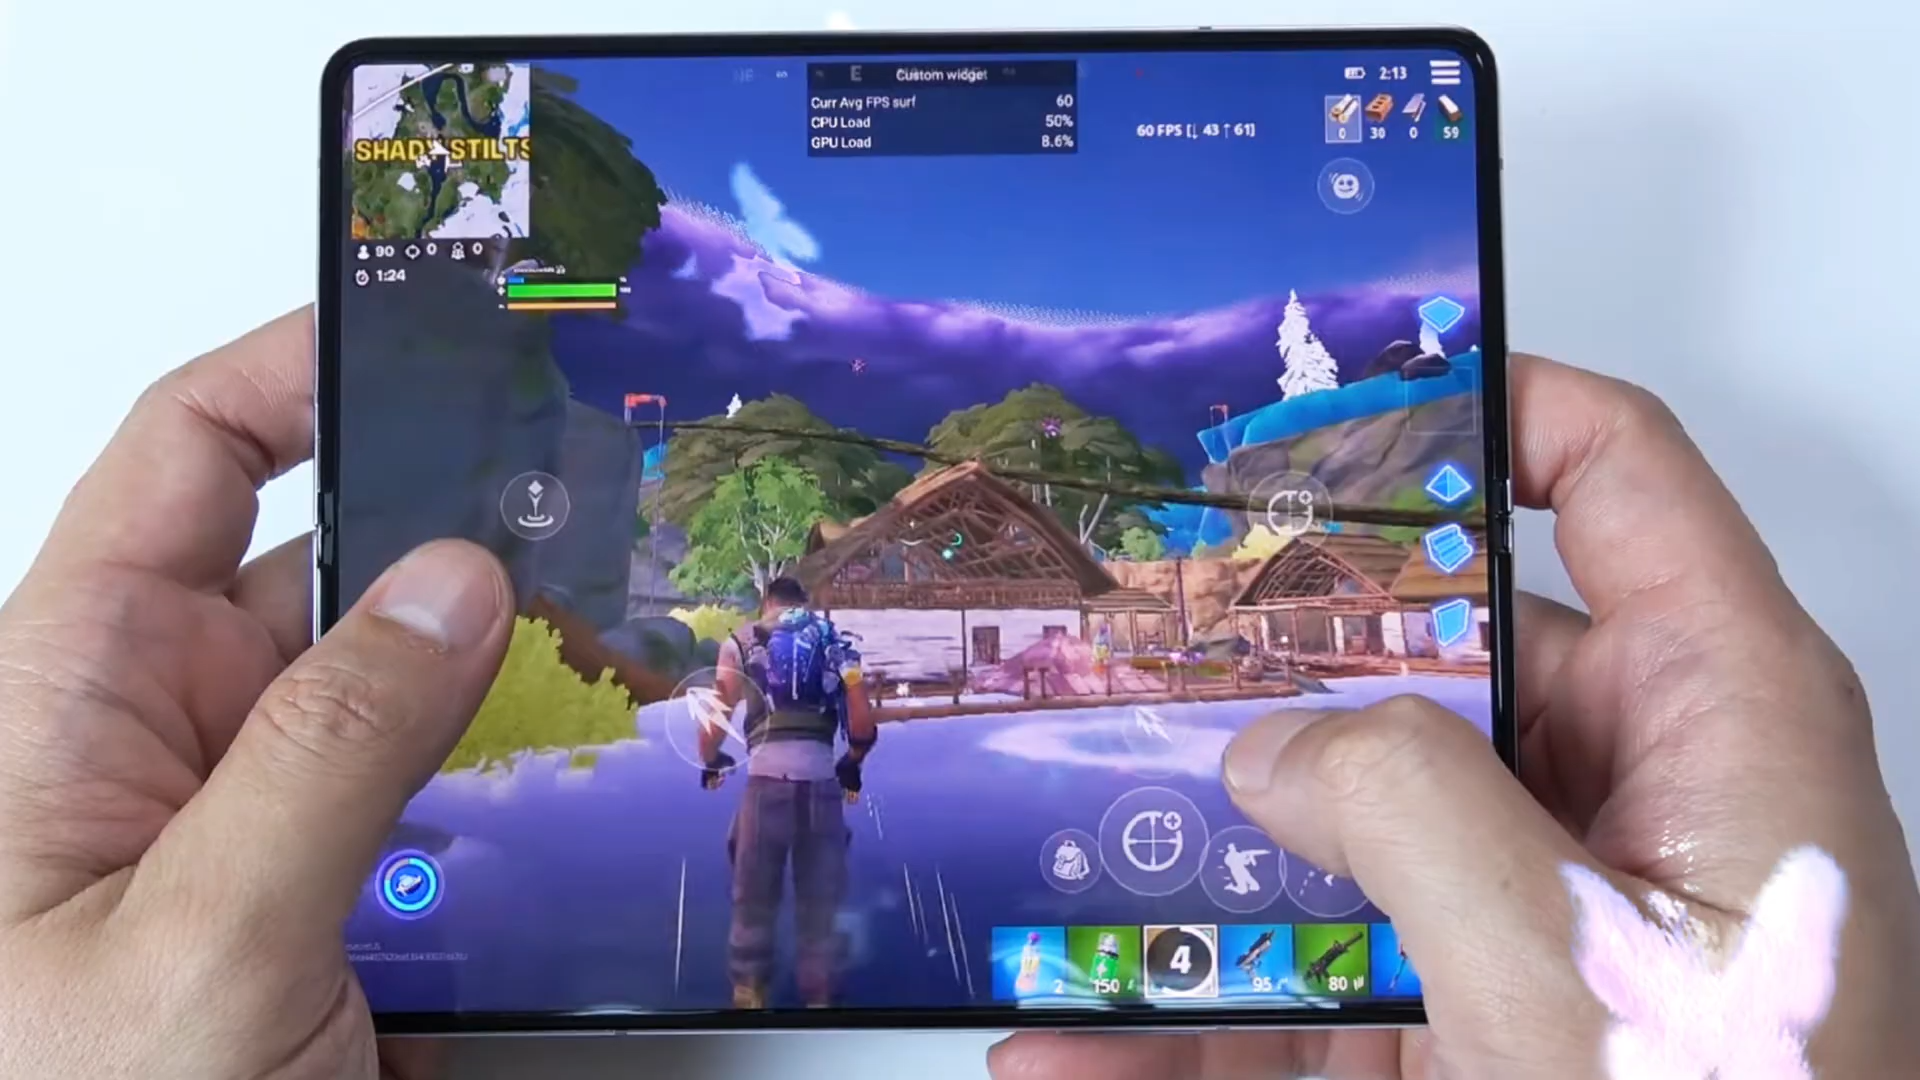 NE
E
Custom widget
Curr Avg FPS surf 60
CPU Load 50%
GPU Load 8.6%
60 FPS [↓ 43 ↑ 61]
2:13
0 30 0 59
SHADY STILTS
90 0 0
1:24
2
150
4
95
80